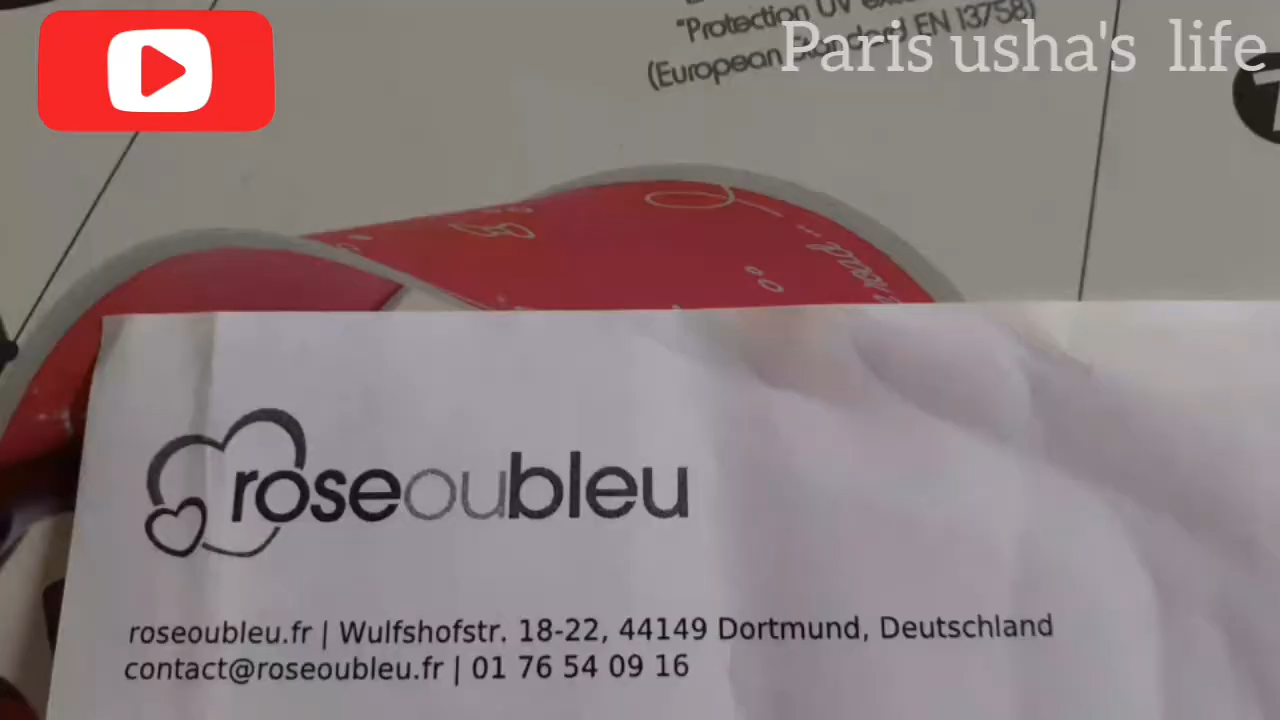 "Protection UV
(European Standard EN 13758)
Paris usha's life
roseoubleu
roseoubleu.fr | Wulfshofstr. 18-22, 44149 Dortmund, Deutschland
contact@roseoubleu.fr | 01 76 54 09 16